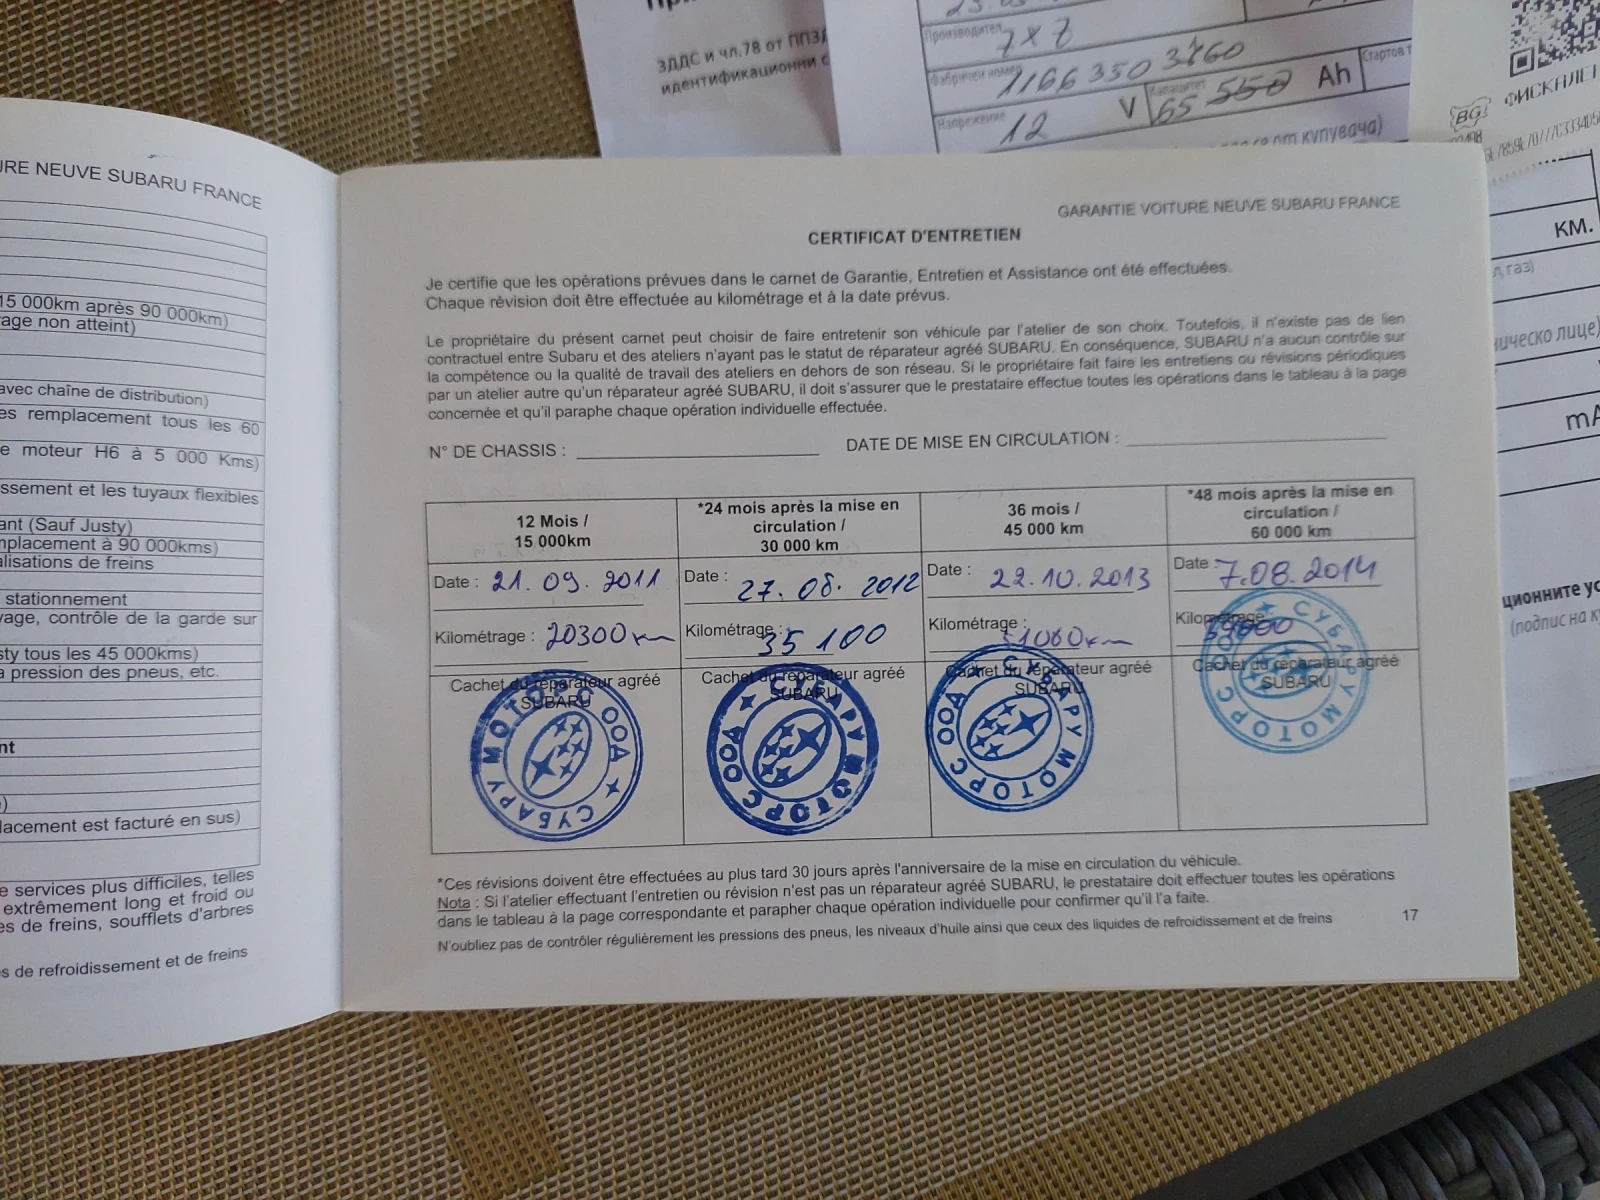 URE NEUVE SUBARU FRANCE
15 000km après 90 000km)
age non atteint)
avec chaîne de distribution)
es remplacement tous les 60
e moteur H6 à 5 000 Kms)
ssement et les tuyaux flexibles
ant (Sauf Justy)
nplacement à 90 000kms)
alisations de freins
stationnement
yage, contrôle de la garde sur
sty tous les 45 000kms)
a pression des pneus, etc.
nt
lacement est facturé en sus)
e services plus difficiles, telles
extrêmement long et froid ou
es de freins, soufflets d'arbres
s de refroidissement et de freins
ЗДДС и чл.78 от ППЗД
идентификационни с
Производител
7x7
Фабричен номер
Напрежение
12 V
Капацитет
65 550 Ah
Стартов т
от купувача)
BG
ФИСКАЛЕН
КМ.
газ)
ическо лице)
mA
ционните ус
(подпис на к
GARANTIE VOITURE NEUVE SUBARU FRANCE
CERTIFICAT D'ENTRETIEN
Je certifie que les opérations prévues dans le carnet de Garantie, Entretien et Assistance ont été effectuées.
Chaque révision doit être effectuée au kilométrage et à la date prévus.
Le propriétaire du présent carnet peut choisir de faire entretenir son véhicule par l'atelier de son choix. Toutefois, il n'existe pas de lien
contractuel entre Subaru et des ateliers n'ayant pas le statut de réparateur agréé SUBARU. En conséquence, SUBARU n'a aucun contrôle sur
la compétence ou la qualité de travail des ateliers en dehors de son réseau. Si le propriétaire fait faire les entretiens ou révisions périodiques
par un atelier autre qu'un réparateur agréé SUBARU, il doit s'assurer que le prestataire effectue toutes les opérations dans le tableau à la page
concernée et qu'il paraphe chaque opération individuelle effectuée.
N° DE CHASSIS :
DATE DE MISE EN CIRCULATION :
12 Mois /
15 000km
Date : 21.09.2011
Kilométrage : 20300 km
Cachet du réparateur agréé
SUBARU
СУБАРУ МОТОРС ООД
*24 mois après la mise en
circulation /
30 000 km
Date : 27.08.2012
Kilométrage : 35 100
Cachet du réparateur agréé
SUBARU
СУБАРУ МОТОРС ООД
36 mois /
45 000 km
Date : 22.10.2013
Kilométrage : 51060 km
Cachet du réparateur agréé
SUBARU
СУБАРУ МОТОРС ООД
*48 mois après la mise en
circulation /
60 000 km
Date : 7.08.2014
Kilométrage
Cachet du réparateur agréé
SUBARU
СУБАРУ МОТОРС
*Ces révisions doivent être effectuées au plus tard 30 jours après l'anniversaire de la mise en circulation du véhicule.
Nota : Si l'atelier effectuant l'entretien ou révision n'est pas un réparateur agréé SUBARU, le prestataire doit effectuer toutes les opérations
dans le tableau à la page correspondante et parapher chaque opération individuelle pour confirmer qu'il l'a faite.
N'oubliez pas de contrôler régulièrement les pressions des pneus, les niveaux d'huile ainsi que ceux des liquides de refroidissement et de freins
17